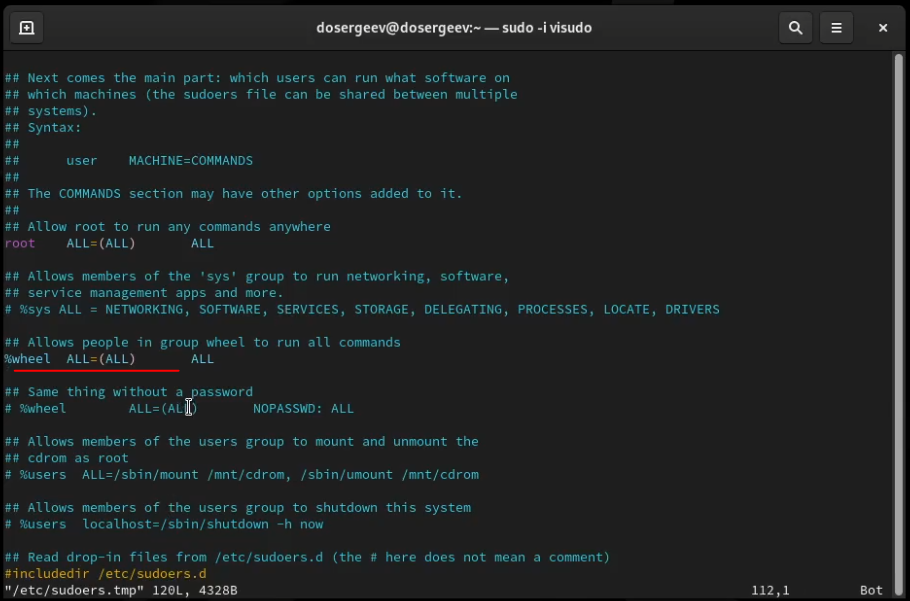 dosergeev@dosergeev:~ — sudo -i visudo
## Next comes the main part: which users can run what software on
## which machines (the sudoers file can be shared between multiple
## systems).
## Syntax:
##
##      user    MACHINE=COMMANDS
##
## The COMMANDS section may have other options added to it.
##
## Allow root to run any commands anywhere
root    ALL=(ALL)       ALL
## Allows members of the 'sys' group to run networking, software,
## service management apps and more.
# %sys ALL = NETWORKING, SOFTWARE, SERVICES, STORAGE, DELEGATING, PROCESSES, LOCATE, DRIVERS
## Allows people in group wheel to run all commands
%wheel  ALL=(ALL)       ALL
## Same thing without a password
# %wheel        ALL=(ALL)       NOPASSWD: ALL
## Allows members of the users group to mount and unmount the
## cdrom as root
# %users  ALL=/sbin/mount /mnt/cdrom, /sbin/umount /mnt/cdrom
## Allows members of the users group to shutdown this system
# %users  localhost=/sbin/shutdown -h now
## Read drop-in files from /etc/sudoers.d (the # here does not mean a comment)
#includedir /etc/sudoers.d
"/etc/sudoers.tmp" 120L, 4328B 112,1 Bot